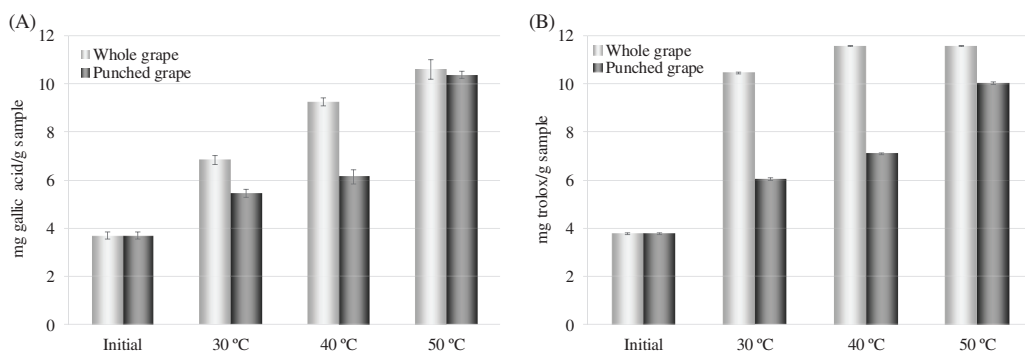 (A)
12
10
8
6
4
2
0
mg gallic acid/g sample
Whole grape
Punched grape
Initial
30 ºC
40 ºC
50 ºC
(B)
12
10
8
6
4
2
0
mg trolox/g sample
Whole grape
Punched grape
Initial
30 ºC
40 ºC
50 ºC